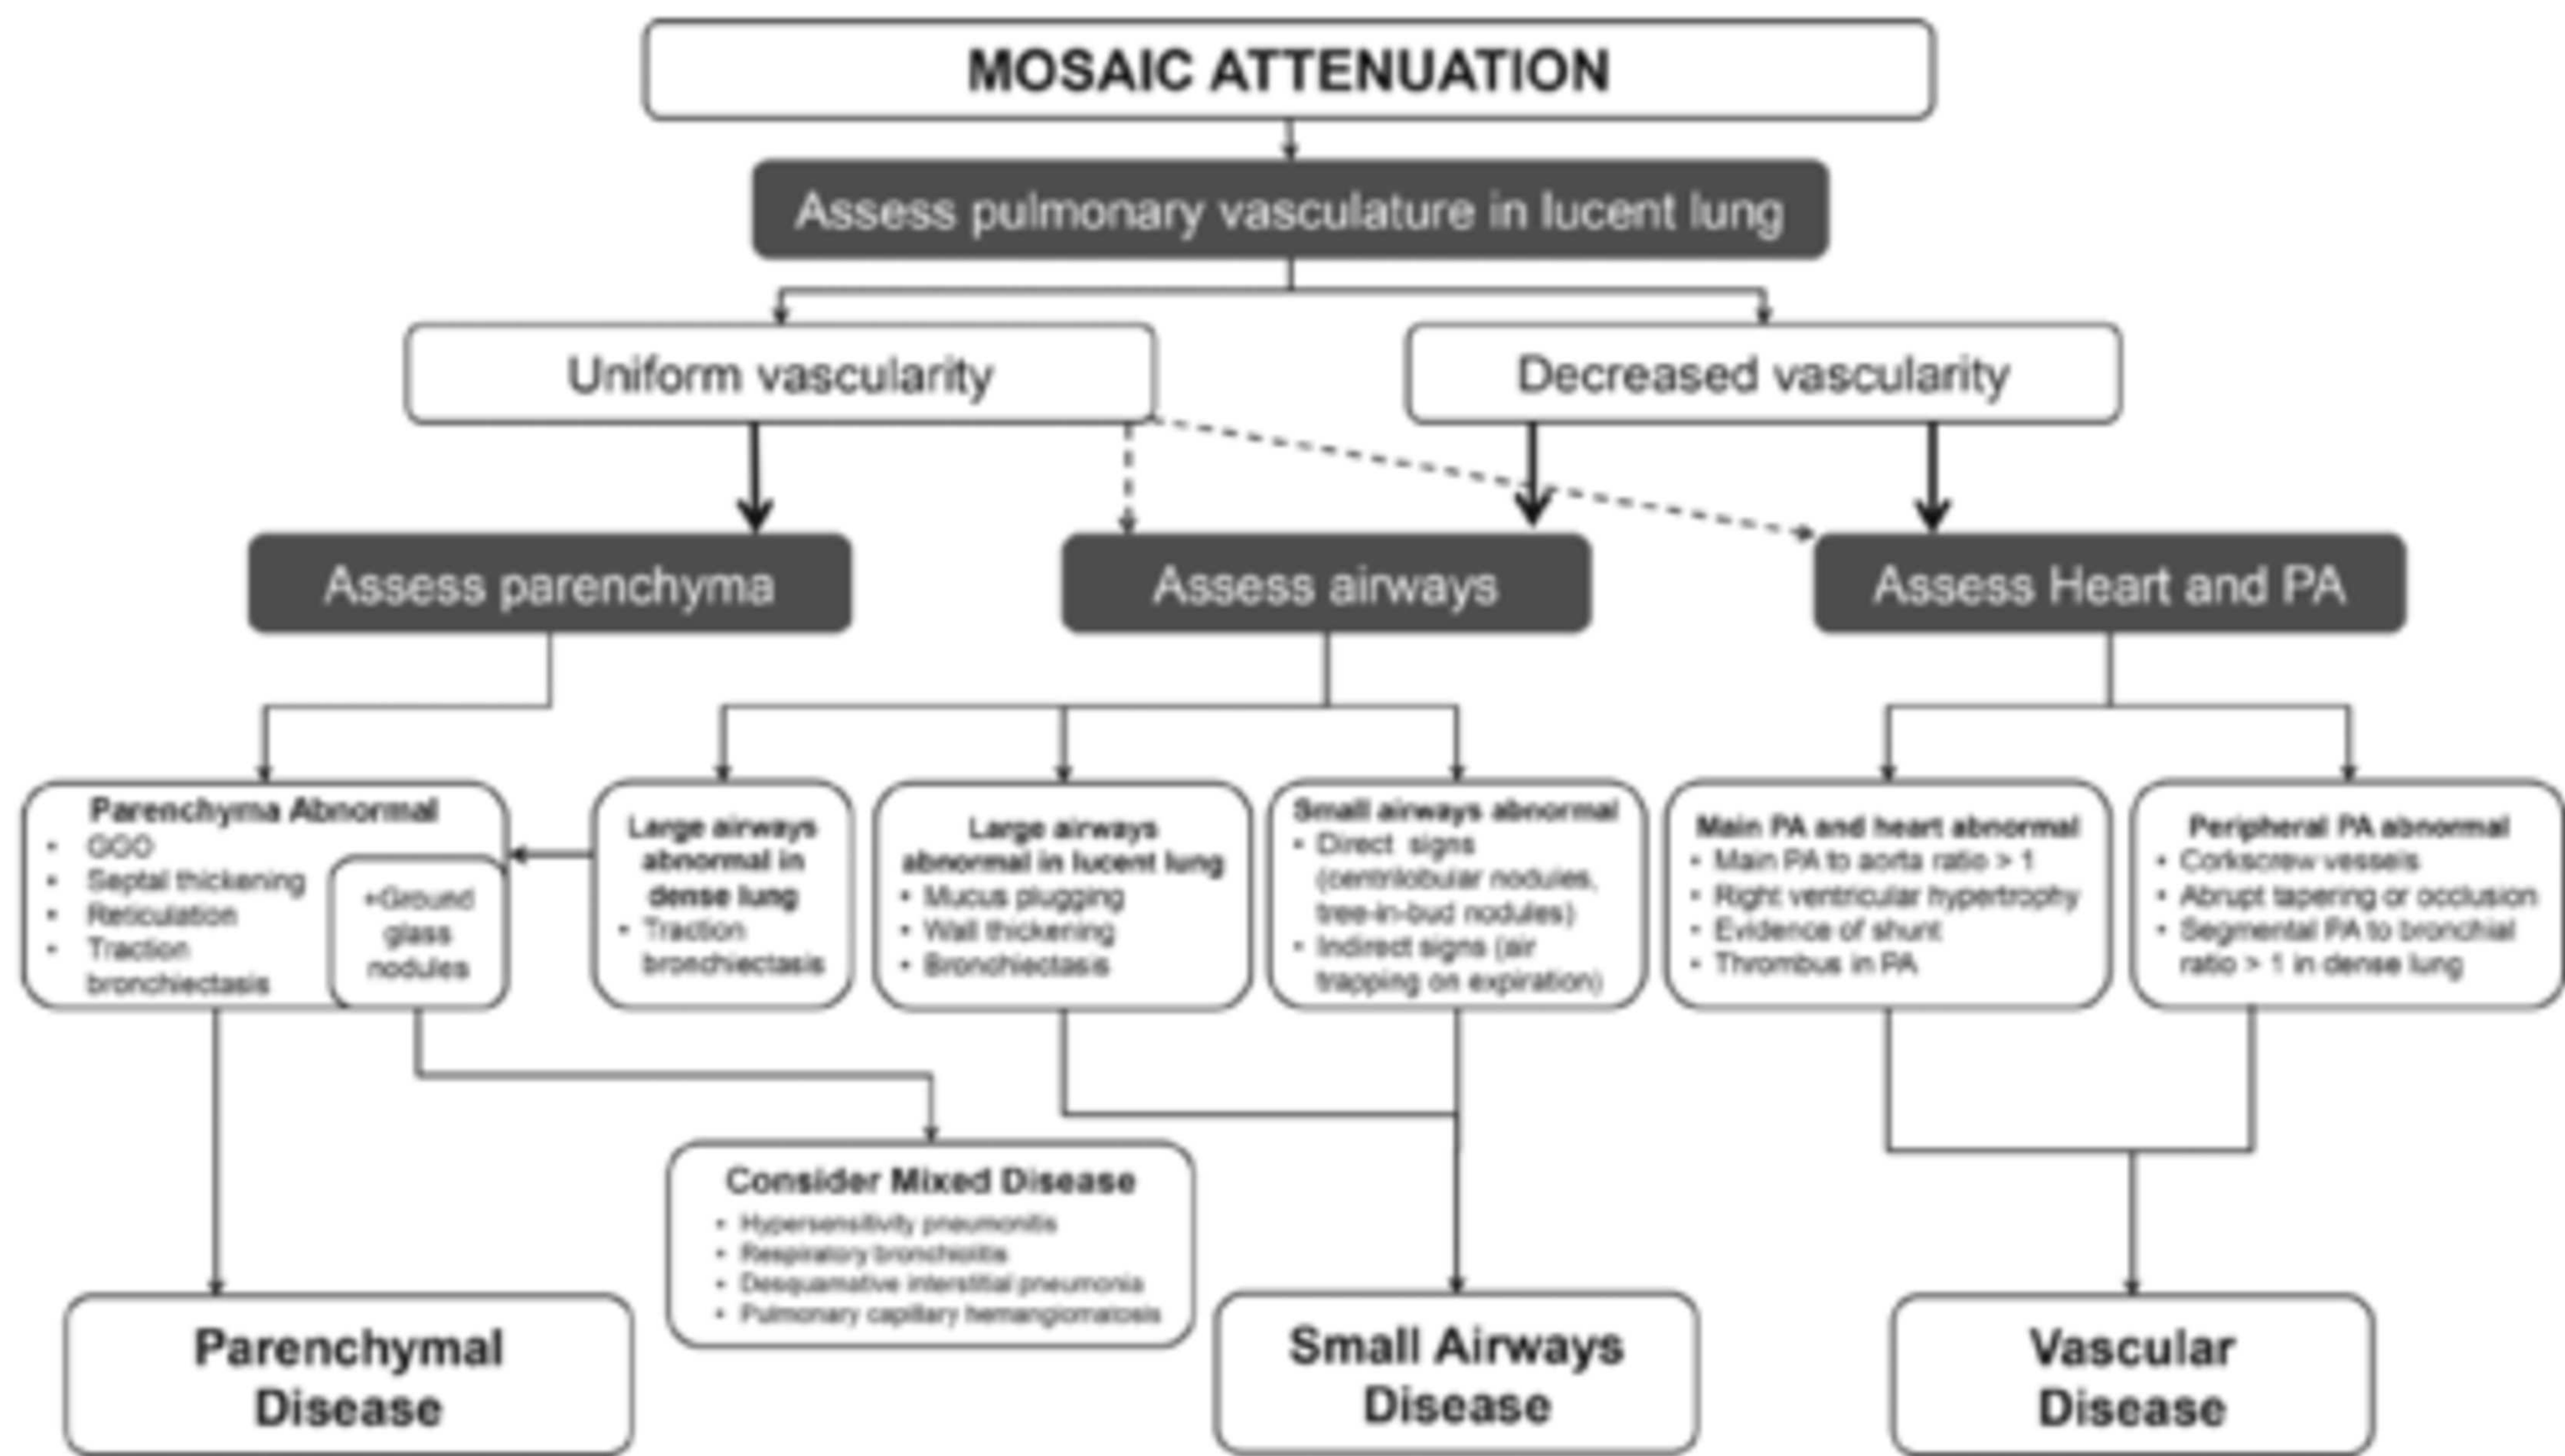 MOSAIC ATTENUATION
Assess pulmonary vasculature in lucent lung
Uniform vascularity
Decreased vascularity
Assess parenchyma
Assess airways
Assess Heart and PA
Parenchyma Abnormal
• GGO
• Septal thickening
• Reticulation
• Traction
bronchiectasis
+Ground
glass
nodules
Large airways
abnormal in
dense lung
• Traction
bronchiectasis
Large airways
abnormal in lucent lung
• Mucus plugging
• Wall thickening
• Bronchiectasis
Small airways abnormal
• Direct signs
(centrilobular nodules,
tree-in-bud nodules)
• Indirect signs (air
trapping on expiration)
Main PA and heart abnormal
• Main PA to aorta ratio > 1
• Right ventricular hypertrophy
• Evidence of shunt
• Thrombus in PA
Peripheral PA abnormal
• Corkscrew vessels
• Abrupt tapering or occlusion
• Segmental PA to bronchial
ratio > 1 in dense lung
Consider Mixed Disease
• Hypersensitivity pneumonitis
• Respiratory bronchiolitis
• Desquamative interstitial pneumonia
• Pulmonary capillary hemangiomatosis
Parenchymal
Disease
Small Airways
Disease
Vascular
Disease